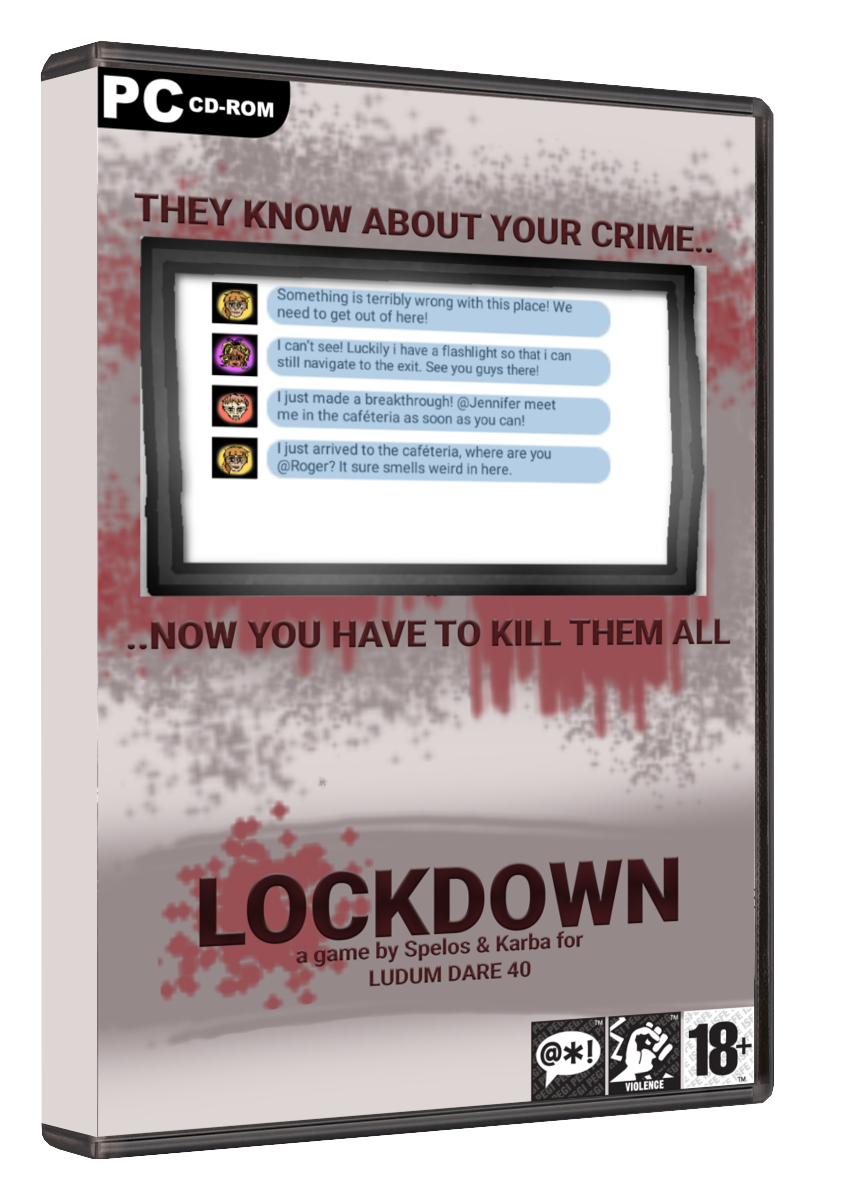 PC CD-ROM
THEY KNOW ABOUT YOUR CRIME..
Something is terribly wrong with this place! We
need to get out of here!
I can't see! Luckily i have a flashlight so that i can
still navigate to the exit. See you guys there!
I just made a breakthrough! @Jennifer meet
me in the caféteria as soon as you can!
I just arrived to the caféteria, where are you
@Roger? It sure smells weird in here.
..NOW YOU HAVE TO KILL THEM ALL
LOCKDOWN
a game by Spelos & Karba for
LUDUM DARE 40
@*! TM
VIOLENCE TM
18+ TM